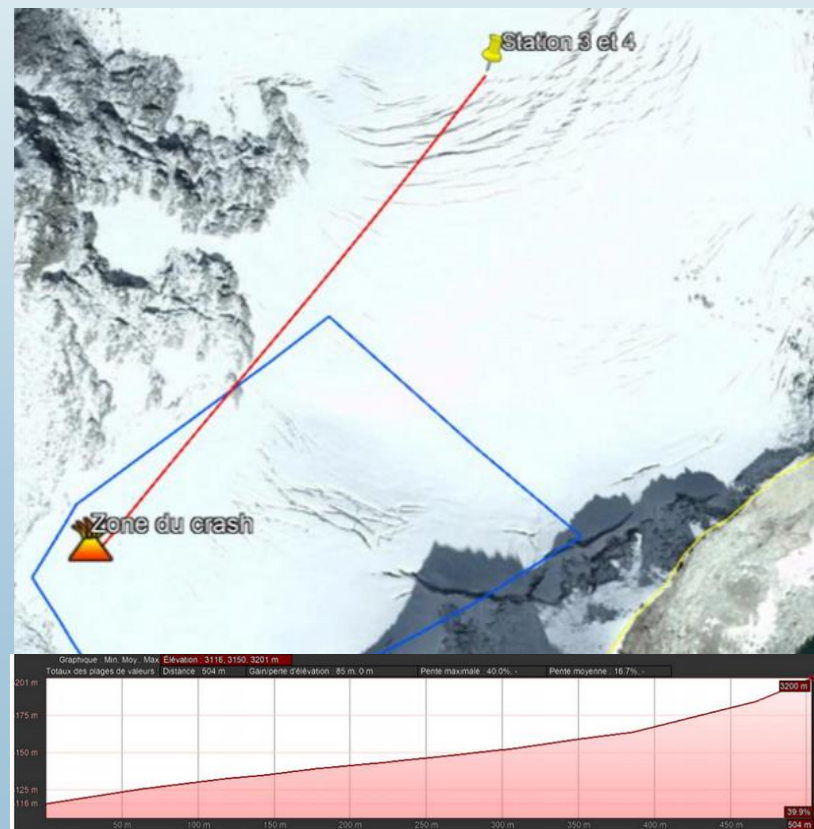 Station 3 et 4
Zone du crash
Graphique : Min. Moy. Max Élévation : 3116, 3150, 3201 m
Totaux des plages de valeurs Distance : 504 m Gain/perte d'élévation : 85 m, 0 m Pente maximale : 40.0%, - Pente moyenne : 16.7%, -
201 m
3200 m
175 m
150 m
125 m
116 m
39.9%
50 m 100 m 150 m 200 m 250 m 300 m 350 m 400 m 450 m 504 m